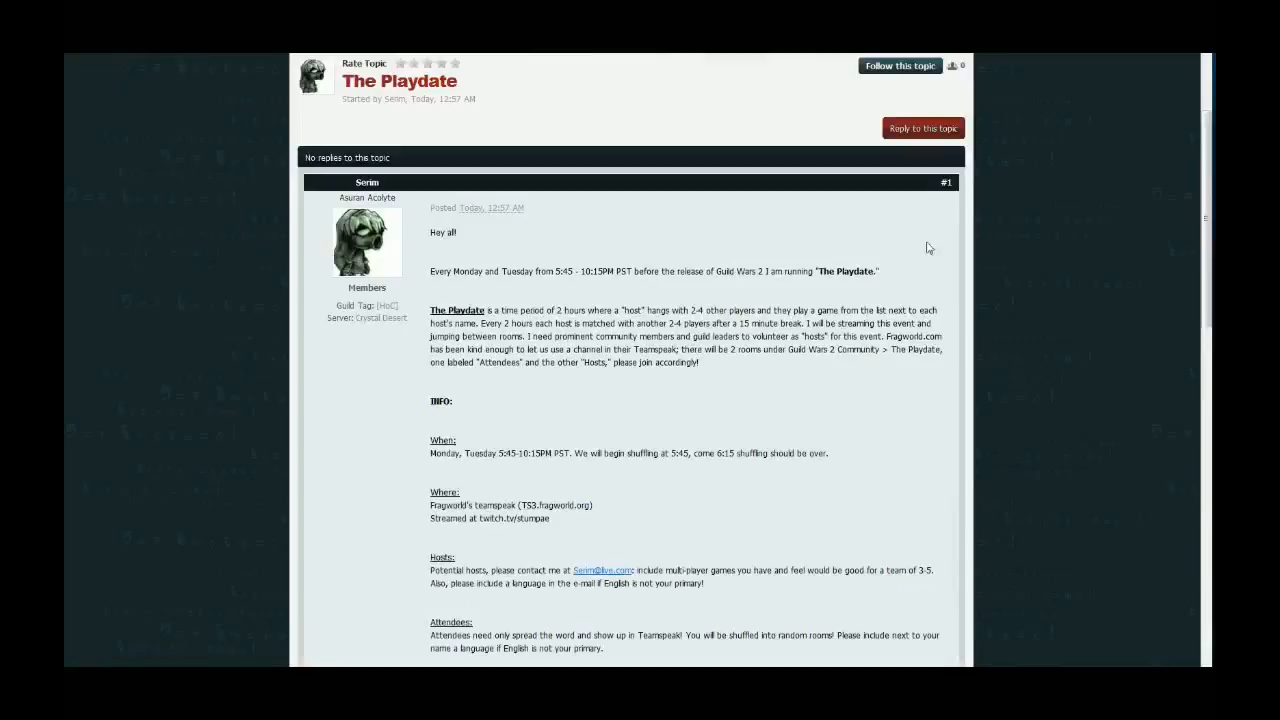 Rate Topic
Follow this topic 0
The Playdate
Started by Serim, Today, 12:57 AM
Reply to this topic
No replies to this topic
Serim #1
Asuran Acolyte
Posted Today, 12:57 AM
Hey all!
Every Monday and Tuesday from 5:45 - 10:15PM PST before the release of Guild Wars 2 I am running "The Playdate."
Members
Guild Tag: [HoC]
Server: Crystal Desert
The Playdate is a time period of 2 hours where a "host" hangs with 2-4 other players and they play a game from the list next to each
host's name. Every 2 hours each host is matched with another 2-4 players after a 15 minute break. I will be streaming this event and
jumping between rooms. I need prominent community members and guild leaders to volunteer as "hosts" for this event. Fragworld.com
has been kind enough to let us use a channel in their Teamspeak; there will be 2 rooms under Guild Wars 2 Community > The Playdate,
one labeled "Attendees" and the other "Hosts," please join accordingly!
INFO:
When:
Monday, Tuesday 5:45-10:15PM PST. We will begin shuffling at 5:45, come 6:15 shuffling should be over.
Where:
Fragworld's teamspeak (TS3.fragworld.org)
Streamed at twitch.tv/stumpae
Hosts:
Potential hosts, please contact me at Serim@live.com: include multi-player games you have and feel would be good for a team of 3-5.
Also, please include a language in the e-mail if English is not your primary!
Attendees:
Attendees need only spread the word and show up in Teamspeak! You will be shuffled into random rooms! Please include next to your
name a language if English is not your primary.